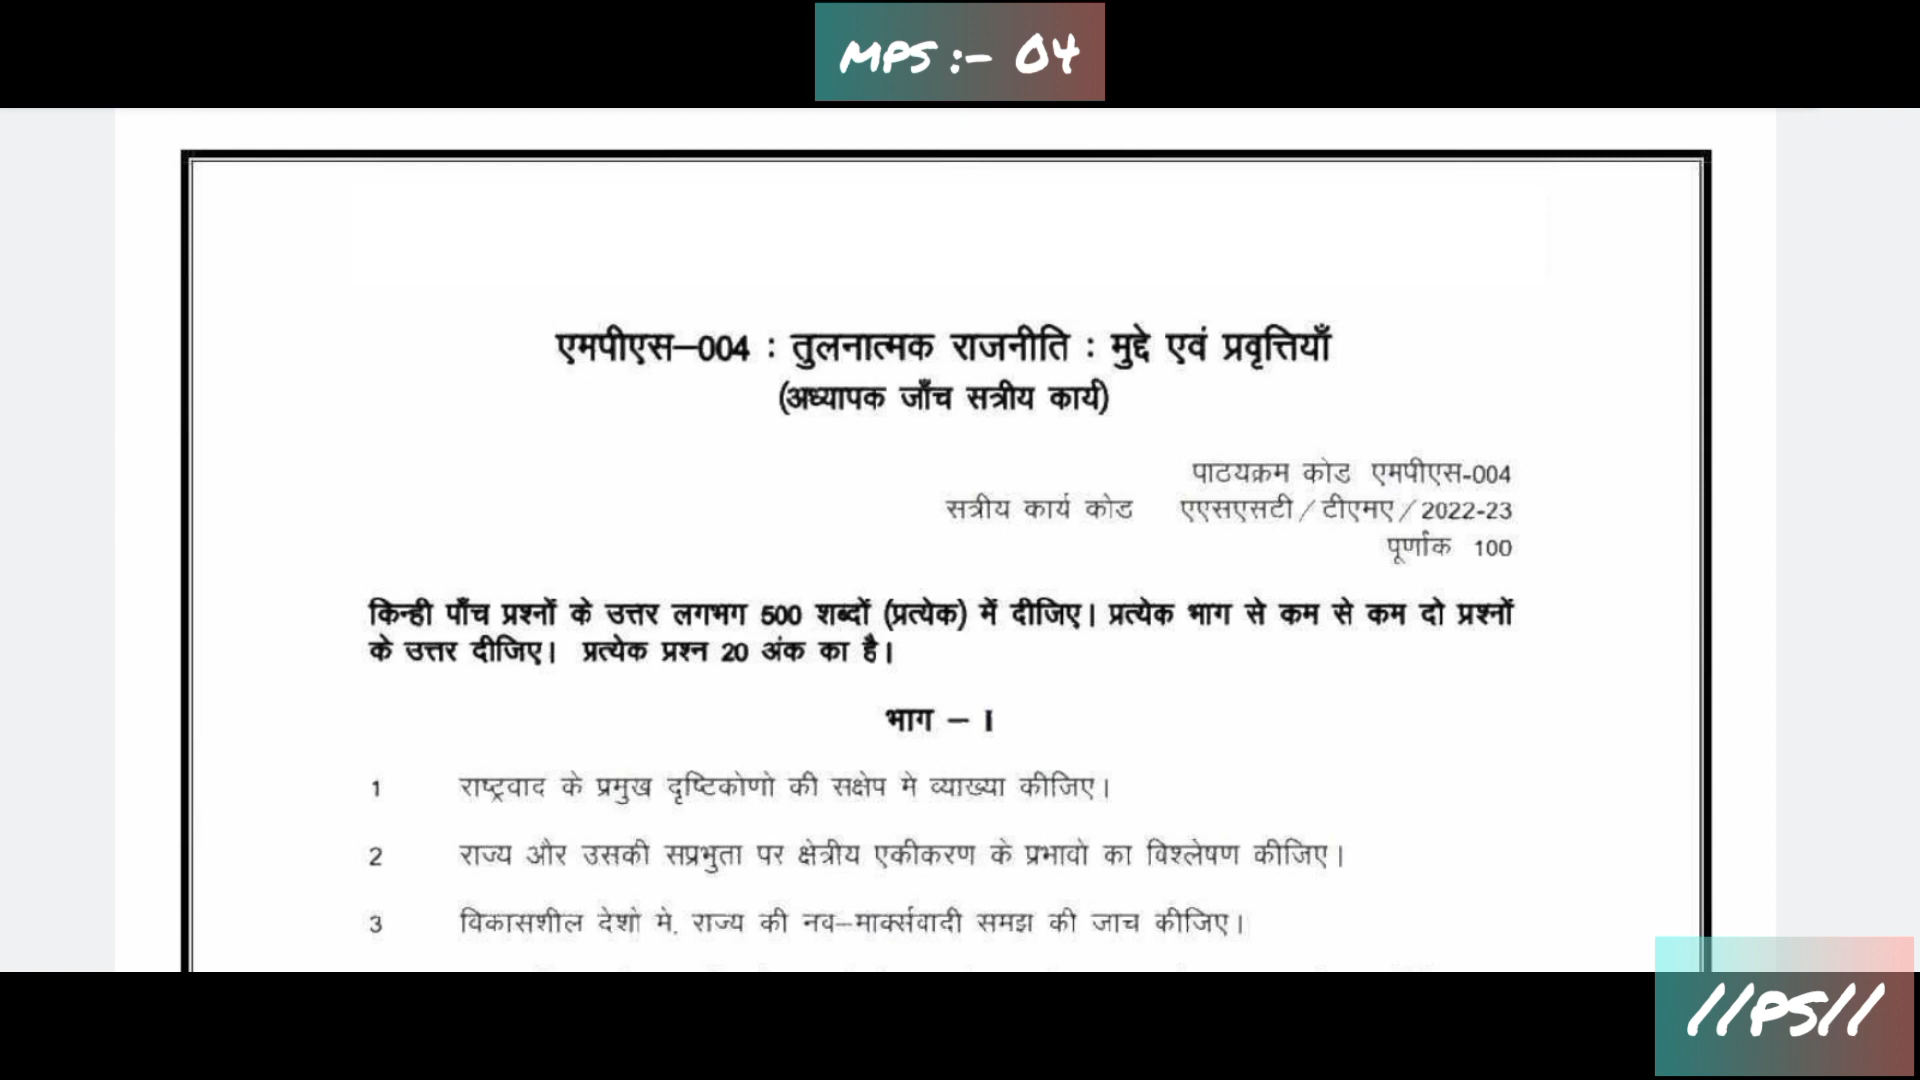 MPS :- 04
एमपीएस–004 : तुलनात्मक राजनीति : मुद्दे एवं प्रवृत्तियाँ
(अध्यापक जाँच सत्रीय कार्य)
पाठयक्रम कोड एमपीएस-004
सत्रीय कार्य कोड एएसएसटी/टीएमए/2022-23
पूर्णाक 100
किन्ही पाँच प्रश्नों के उत्तर लगभग 500 शब्दों (प्रत्येक) में दीजिए। प्रत्येक भाग से कम से कम दो प्रश्नों
के उत्तर दीजिए। प्रत्येक प्रश्न 20 अंक का है।
भाग – I
1 राष्ट्रवाद के प्रमुख दृष्टिकोणो की सक्षेप मे व्याख्या कीजिए।
2 राज्य और उसकी सप्रभुता पर क्षेत्रीय एकीकरण के प्रभावो का विश्लेषण कीजिए।
3 विकासशील देशो मे, राज्य की नव–मार्क्सवादी समझ की जाच कीजिए।
//PS//